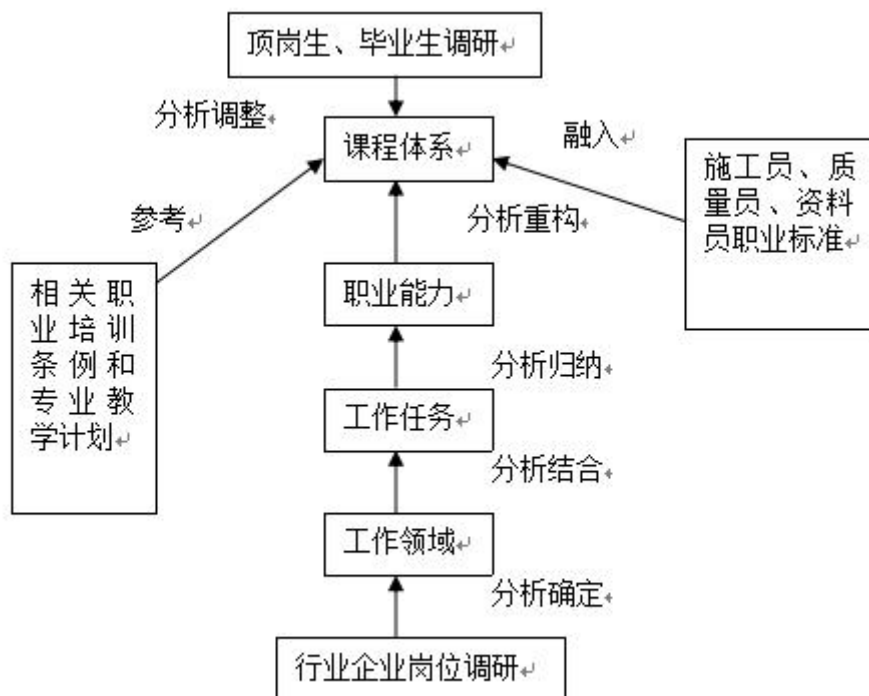 顶岗生、毕业生调研
分析调整
课程体系
融入
施工员、质
量员、资料
员职业标准
参考
分析重构
相关职
业培训
条例和
专业教
学计划
职业能力
分析归纳
工作任务
分析结合
工作领域
分析确定
行业企业岗位调研